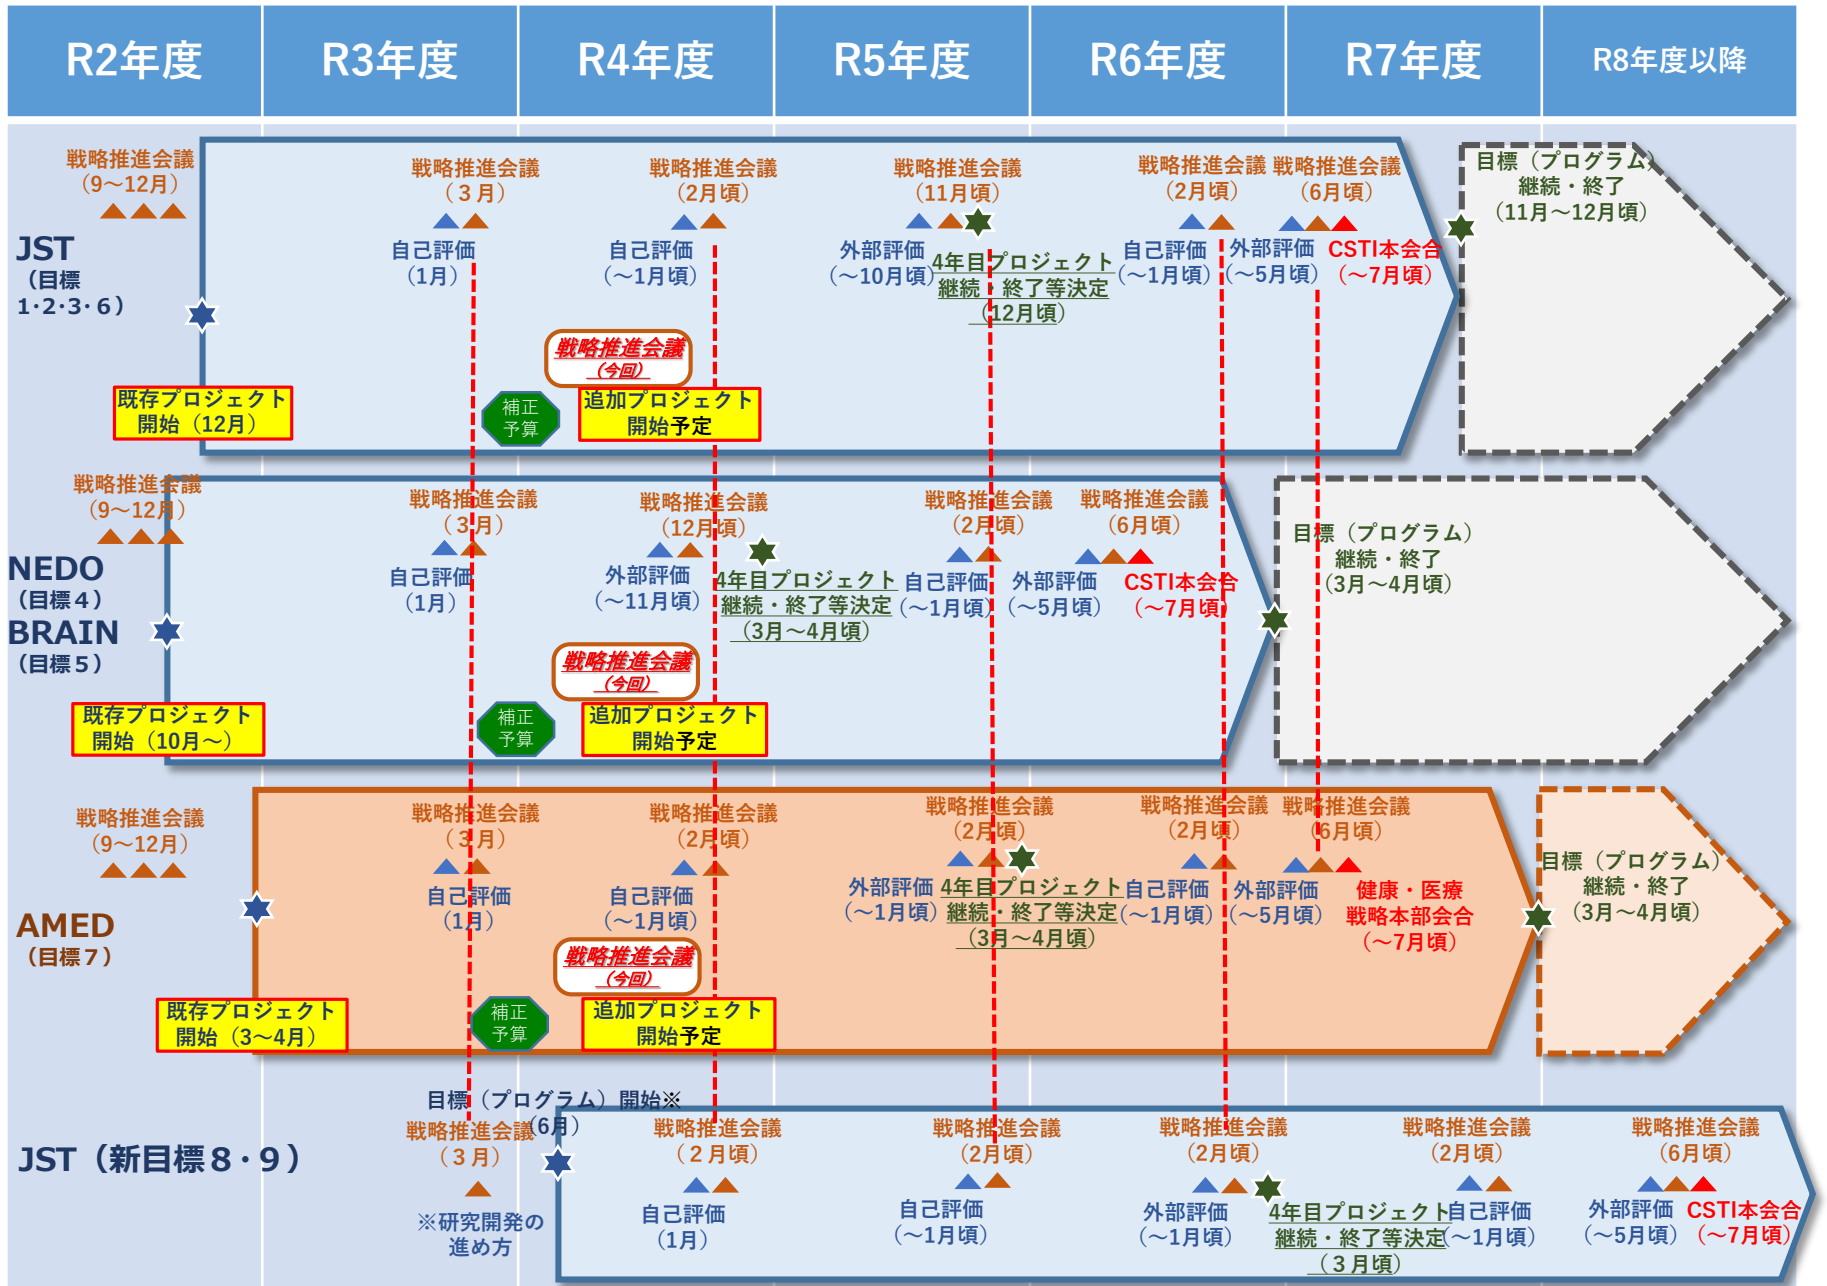 R2年度
R3年度
R4年度
R5年度
R6年度
R7年度
R8年度以降
JST
（目標
1･2･3･6）
戦略推進会議
（9～12月）
既存プロジェクト
開始（12月）
戦略推進会議
（３月）
自己評価
（1月）
補正
予算
戦略推進会議
（2月頃）
自己評価
（～1月頃）
戦略推進会議
（今回）
追加プロジェクト
開始予定
戦略推進会議
（11月頃）
外部評価
（～10月頃）
4年目プロジェクト
継続・終了等決定
（12月頃）
戦略推進会議
（2月頃）
自己評価
（～1月頃）
戦略推進会議
（6月頃）
外部評価
（～5月頃）
CSTI本会合
（～7月頃）
目標（プログラム）
継続・終了
（11月～12月頃）
NEDO
（目標４）
BRAIN
（目標５）
戦略推進会議
（9～12月）
既存プロジェクト
開始（10月～）
戦略推進会議
（３月）
自己評価
（1月）
補正
予算
戦略推進会議
（12月頃）
外部評価
（～11月頃）
4年目プロジェクト
継続・終了等決定
（3月～4月頃）
戦略推進会議
（今回）
追加プロジェクト
開始予定
戦略推進会議
（2月頃）
自己評価
（～1月頃）
戦略推進会議
（6月頃）
外部評価
（～5月頃）
CSTI本会合
（～7月頃）
目標（プログラム）
継続・終了
（3月～4月頃）
AMED
（目標７）
戦略推進会議
（9～12月）
既存プロジェクト
開始（3～4月）
戦略推進会議
（３月）
自己評価
（1月）
補正
予算
戦略推進会議
（2月頃）
自己評価
（～1月頃）
戦略推進会議
（今回）
追加プロジェクト
開始予定
戦略推進会議
（2月頃）
外部評価
（～1月頃）
4年目プロジェクト
継続・終了等決定
（3月～4月頃）
戦略推進会議
（2月頃）
自己評価
（～1月頃）
戦略推進会議
（6月頃）
外部評価
（～5月頃）
健康・医療
戦略本部会合
（～7月頃）
目標（プログラム）
継続・終了
（3月～4月頃）
JST（新目標８･９）
目標（プログラム）開始※
（6月）
戦略推進会議
（３月）
※研究開発の
進め方
戦略推進会議
（２月頃）
自己評価
（1月）
戦略推進会議
（2月頃）
自己評価
（～1月頃）
戦略推進会議
（2月頃）
外部評価
（～1月頃）
4年目プロジェクト
継続・終了等決定
（３月頃）
戦略推進会議
（2月頃）
自己評価
（～1月頃）
戦略推進会議
（6月頃）
外部評価
（～5月頃）
CSTI本会合
（～7月頃）